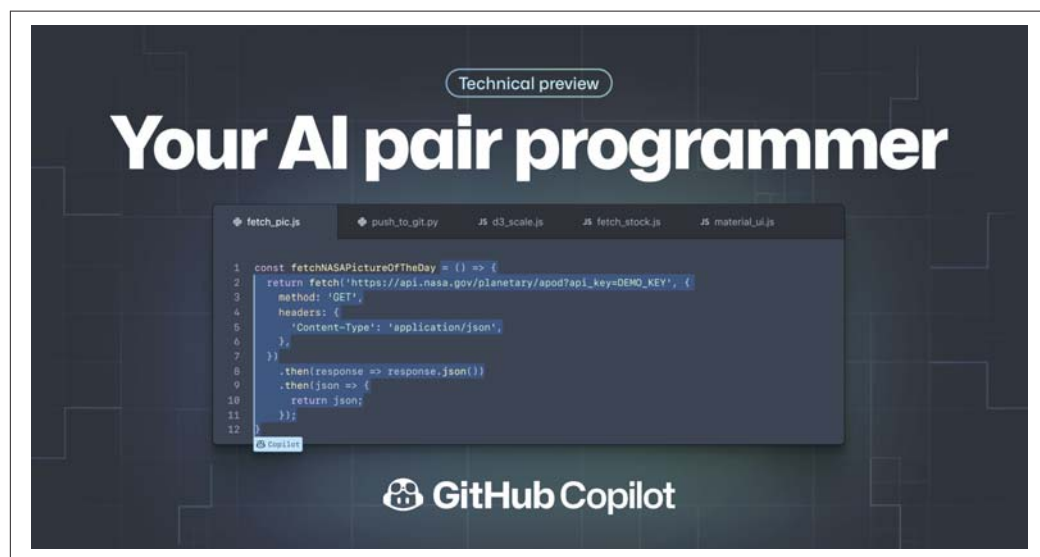 Technical preview
Your AI pair programmer
fetch_pic.js push_to_git.py JS d3_scale.js JS fetch_stock.js JS material_ui.js
1 const fetchNASAPictureOfTheDay = () => {
2 return fetch('https://api.nasa.gov/planetary/apod?api_key=DEMO_KEY', {
3 method: 'GET',
4 headers: {
5 'Content-Type': 'application/json',
6 },
7 })
8 .then(response => response.json())
9 .then(json => {
10 return json;
11 });
12 }
Copilot
GitHub Copilot